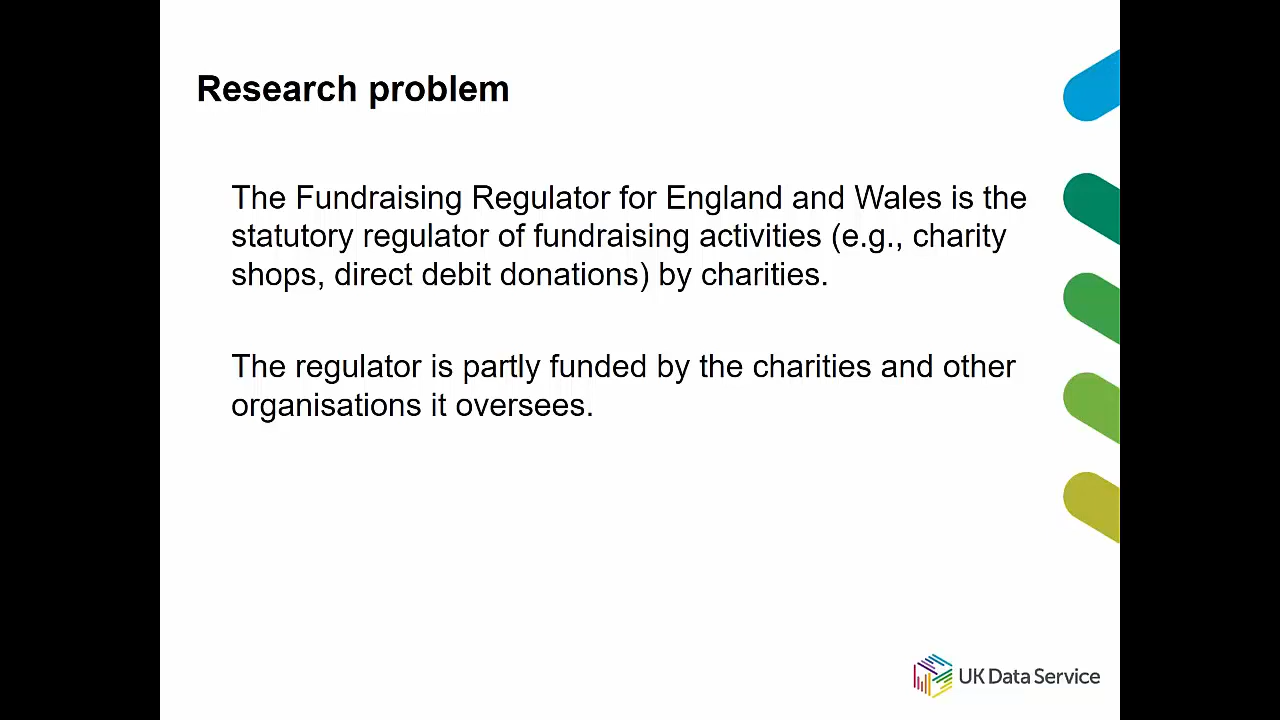 Research problem
The Fundraising Regulator for England and Wales is the
statutory regulator of fundraising activities (e.g., charity
shops, direct debit donations) by charities.
The regulator is partly funded by the charities and other
organisations it oversees.
UK Data Service